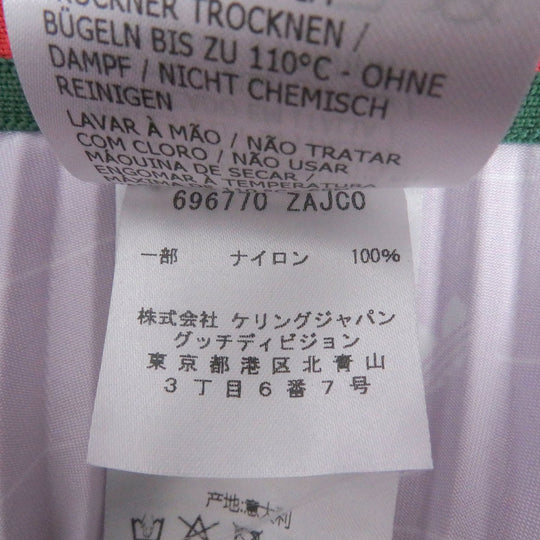 TROCKNER TROCKNEN /
BÜGELN BIS ZU 110°C - OHNE
DAMPF / NICHT CHEMISCH
REINIGEN
LAVAR À MÃO / NÃO TRATAR
COM CLORO / NÃO USAR
MÁQUINA DE SECAR /
ENGOMAR A TEMPERATURA
696770 ZAJCO
一部 ナイロン 100%
株式会社 ケリングジャパン
グッチディビジョン
東京都港区北青山
3丁目6番7号
产地意大利